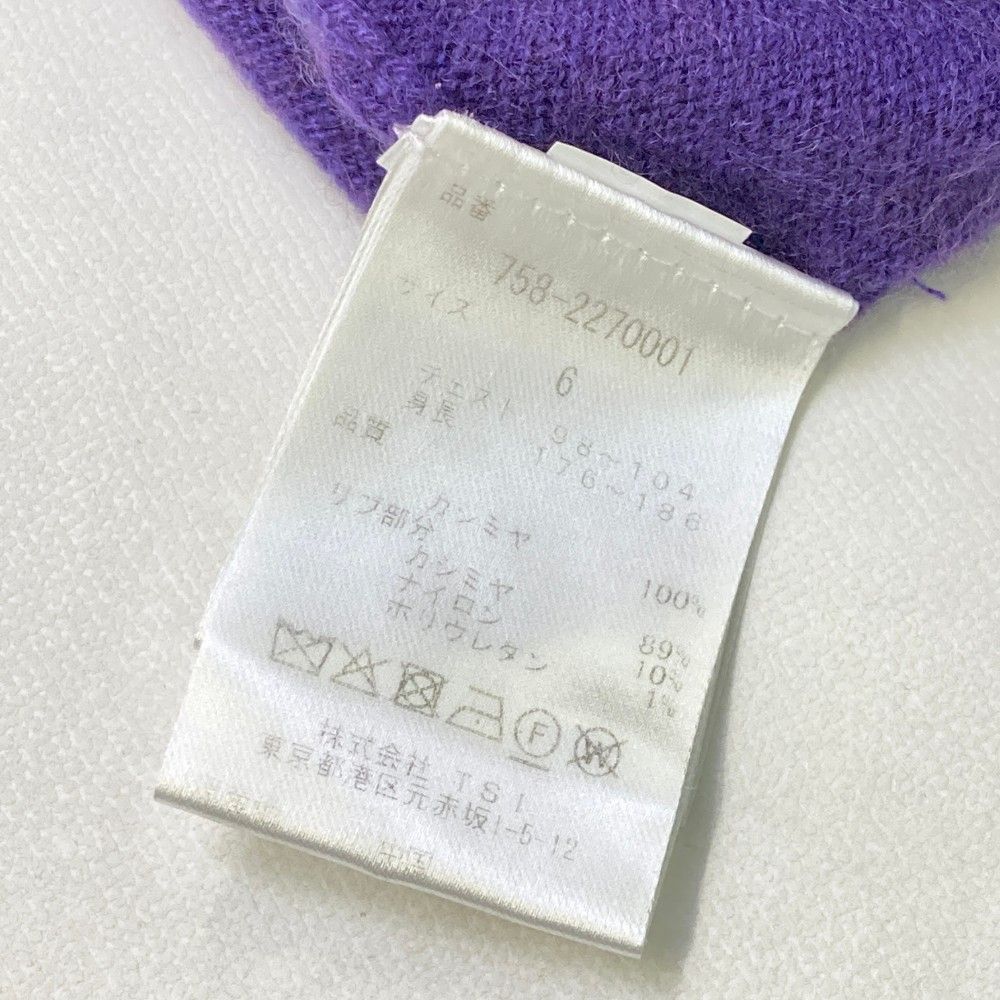 品番
758-2270001
サイズ
6
チェスト 98～104
身長 176～186
品質
カシミヤ 100%
リブ部分
カシミヤ 89%
ナイロン 10%
ポリウレタン 1%
F
W
株式会社 TSI
東京都港区元赤坂1-5-12
中国